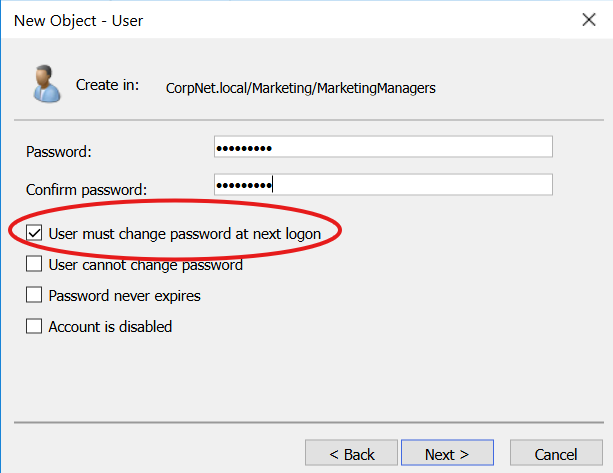 New Object - User
Create in: CorpNet.local/Marketing/MarketingManagers
Password: •••••••••
Confirm password: •••••••••
User must change password at next logon
User cannot change password
Password never expires
Account is disabled
< Back Next > Cancel